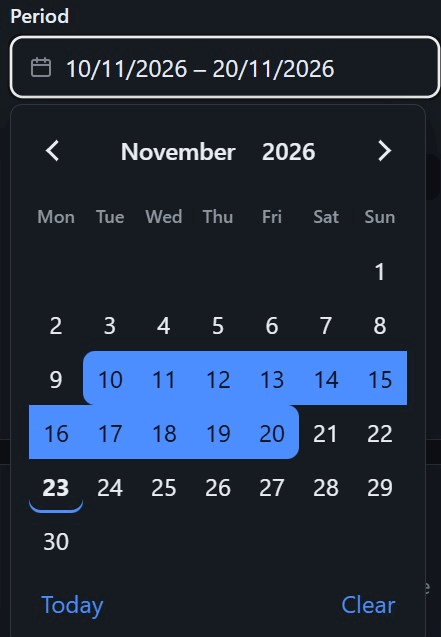 Period
10/11/2026 – 20/11/2026
November 2026
Mon Tue Wed Thu Fri Sat Sun
1
2 3 4 5 6 7 8
9 10 11 12 13 14 15
16 17 18 19 20 21 22
23 24 25 26 27 28 29
30
Today Clear